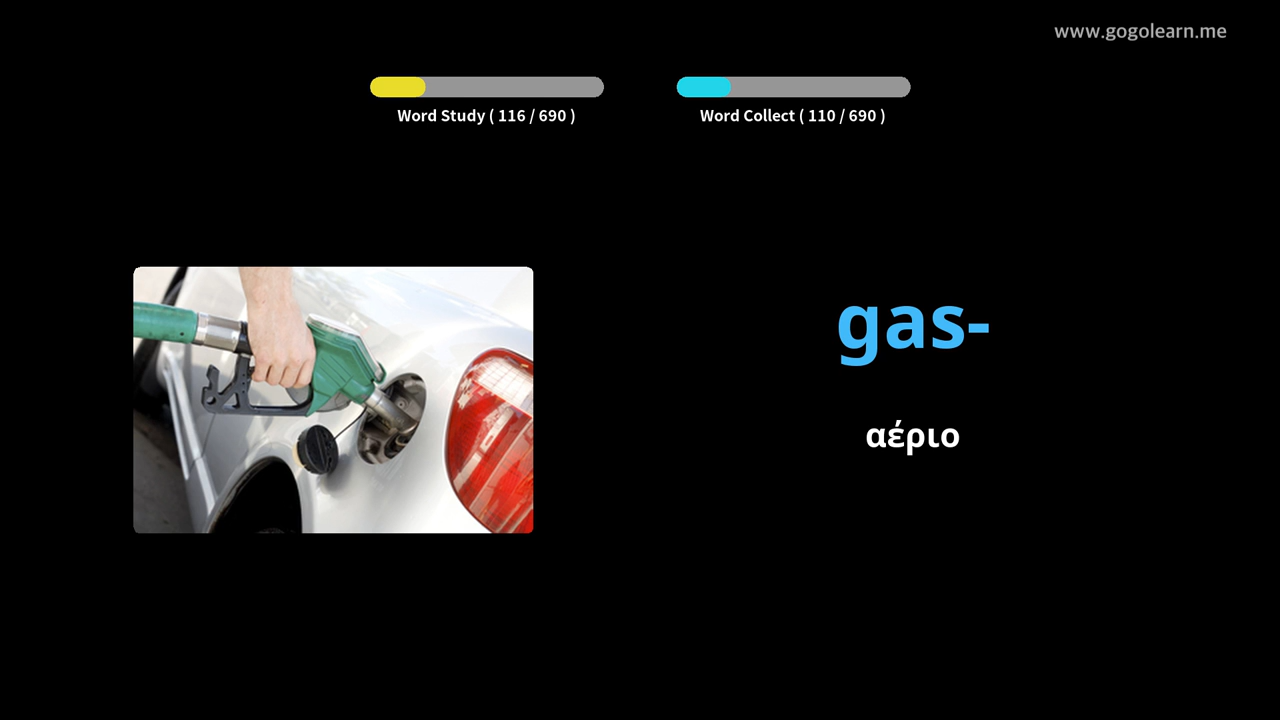 www.gogolearn.me
Word Study ( 116 / 690 )
Word Collect ( 110 / 690 )
gas-
αέριο